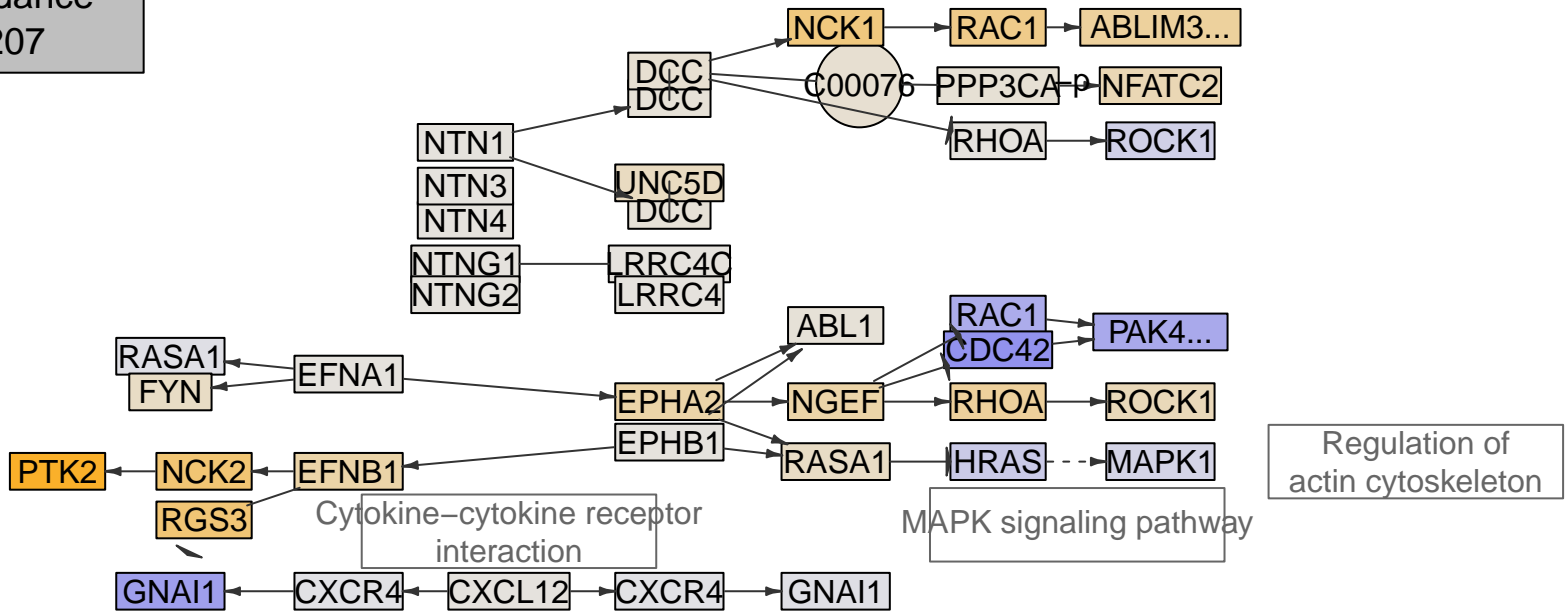 207
NCK1
RAC1
ABLIM3...
DCC
DCC
C00076
PPP3CA
–p
NFATC2
NTN1
RHOA
ROCK1
NTN3
NTN4
UNC5D
DCC
NTNG1
NTNG2
LRRC4C
LRRC4
RASA1
FYN
EFNA1
ABL1
RAC1
CDC42
PAK4...
EPHA2
EPHB1
NGEF
RHOA
ROCK1
PTK2
NCK2
EFNB1
RASA1
HRAS
MAPK1
Regulation of
actin cytoskeleton
RGS3
Cytokine–cytokine receptor
interaction
MAPK signaling pathway
GNAI1
CXCR4
CXCL12
CXCR4
GNAI1